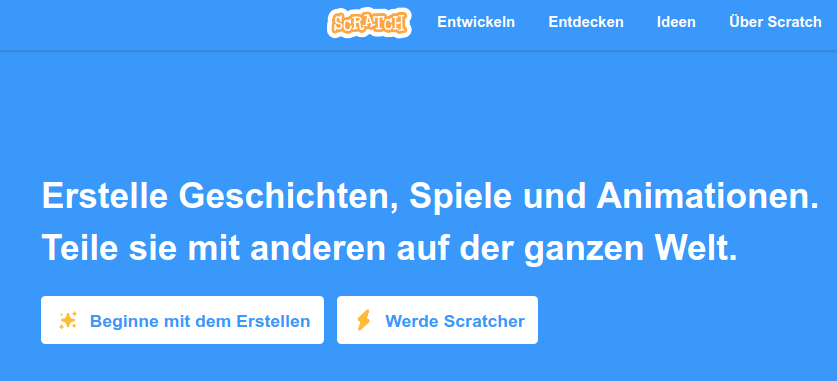 SCRATCH Entwickeln Entdecken Ideen Über Scratch
Erstelle Geschichten, Spiele und Animationen.
Teile sie mit anderen auf der ganzen Welt.
Beginne mit dem Erstellen Werde Scratcher